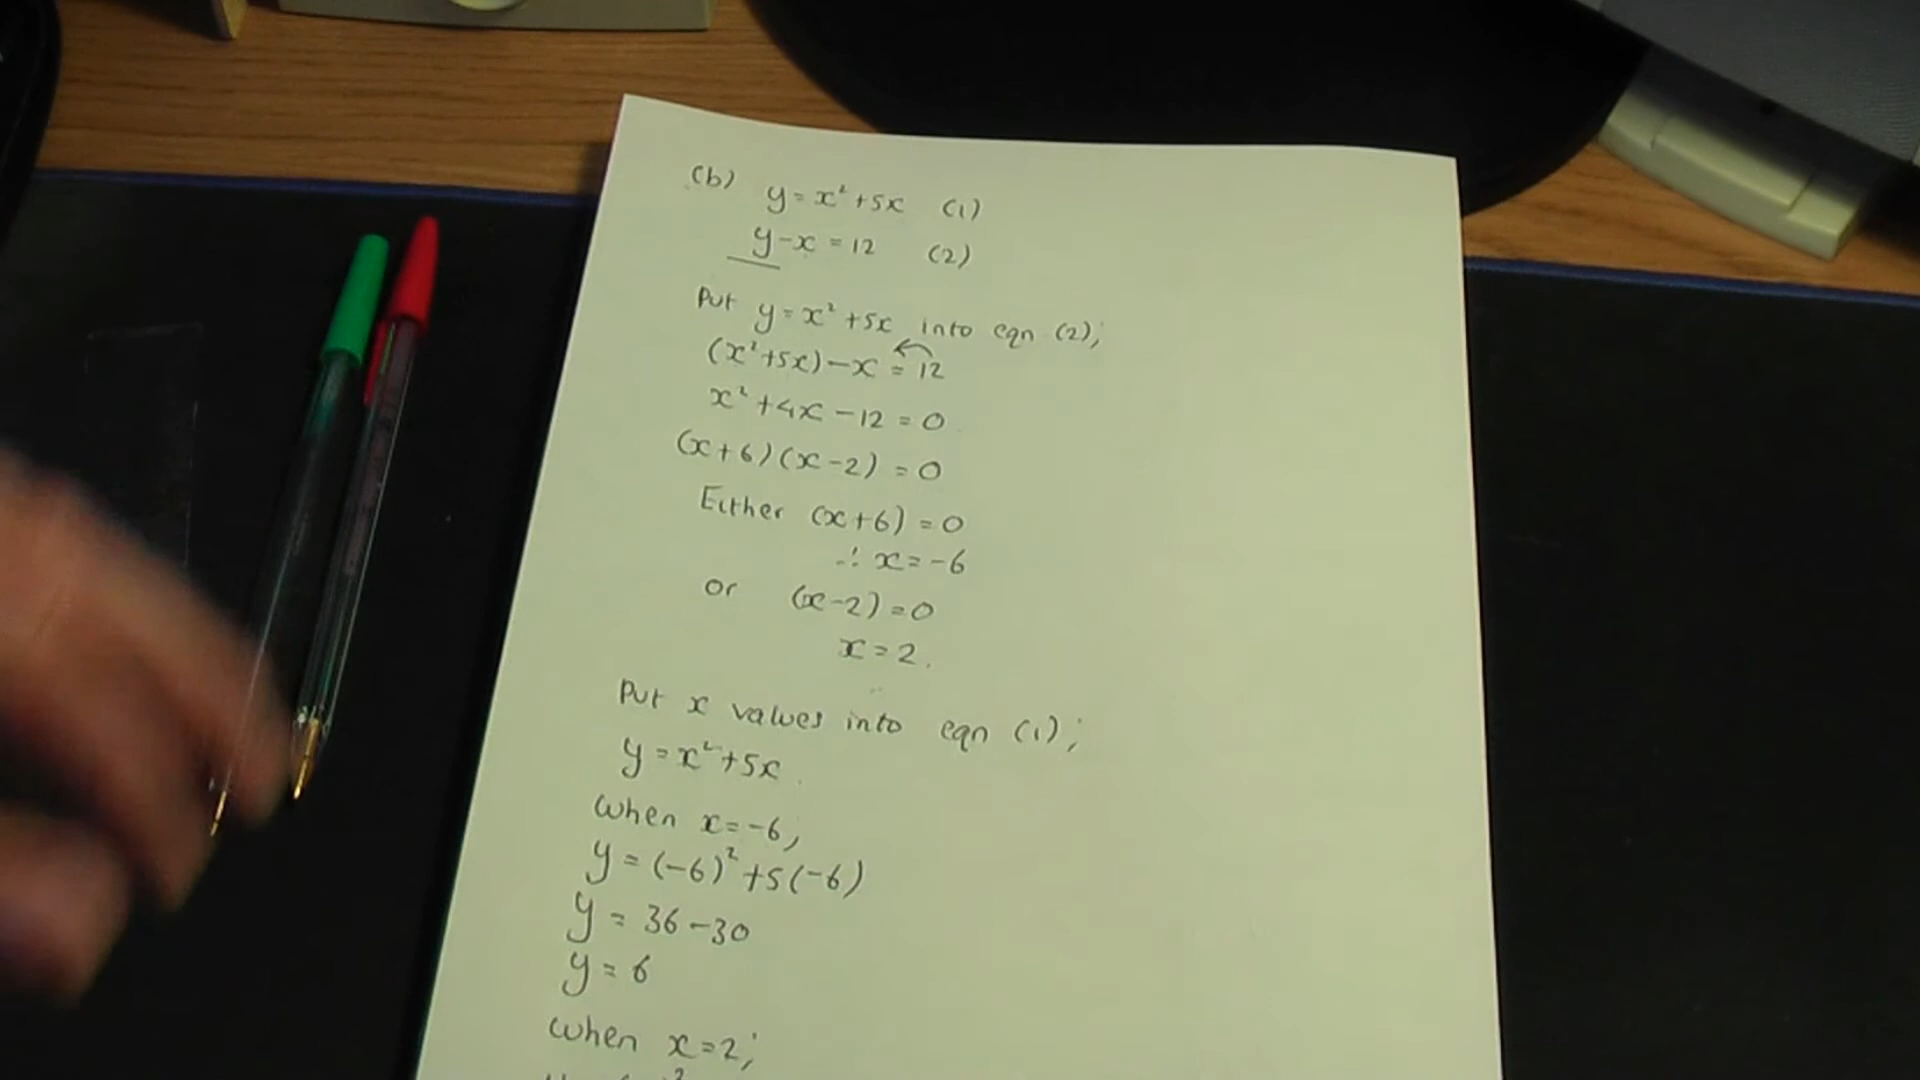 (b) y = x² + 5x (1)
y - x = 12 (2)
Put y = x² + 5x into eqn (2);
(x² + 5x) - x = 12
x² + 4x - 12 = 0
(x + 6)(x - 2) = 0
Either (x + 6) = 0
∴ x = -6
or (x - 2) = 0
x = 2.
Put x values into eqn (1);
y = x² + 5x
When x = -6,
y = (-6)² + 5(-6)
y = 36 - 30
y = 6
When x = 2;